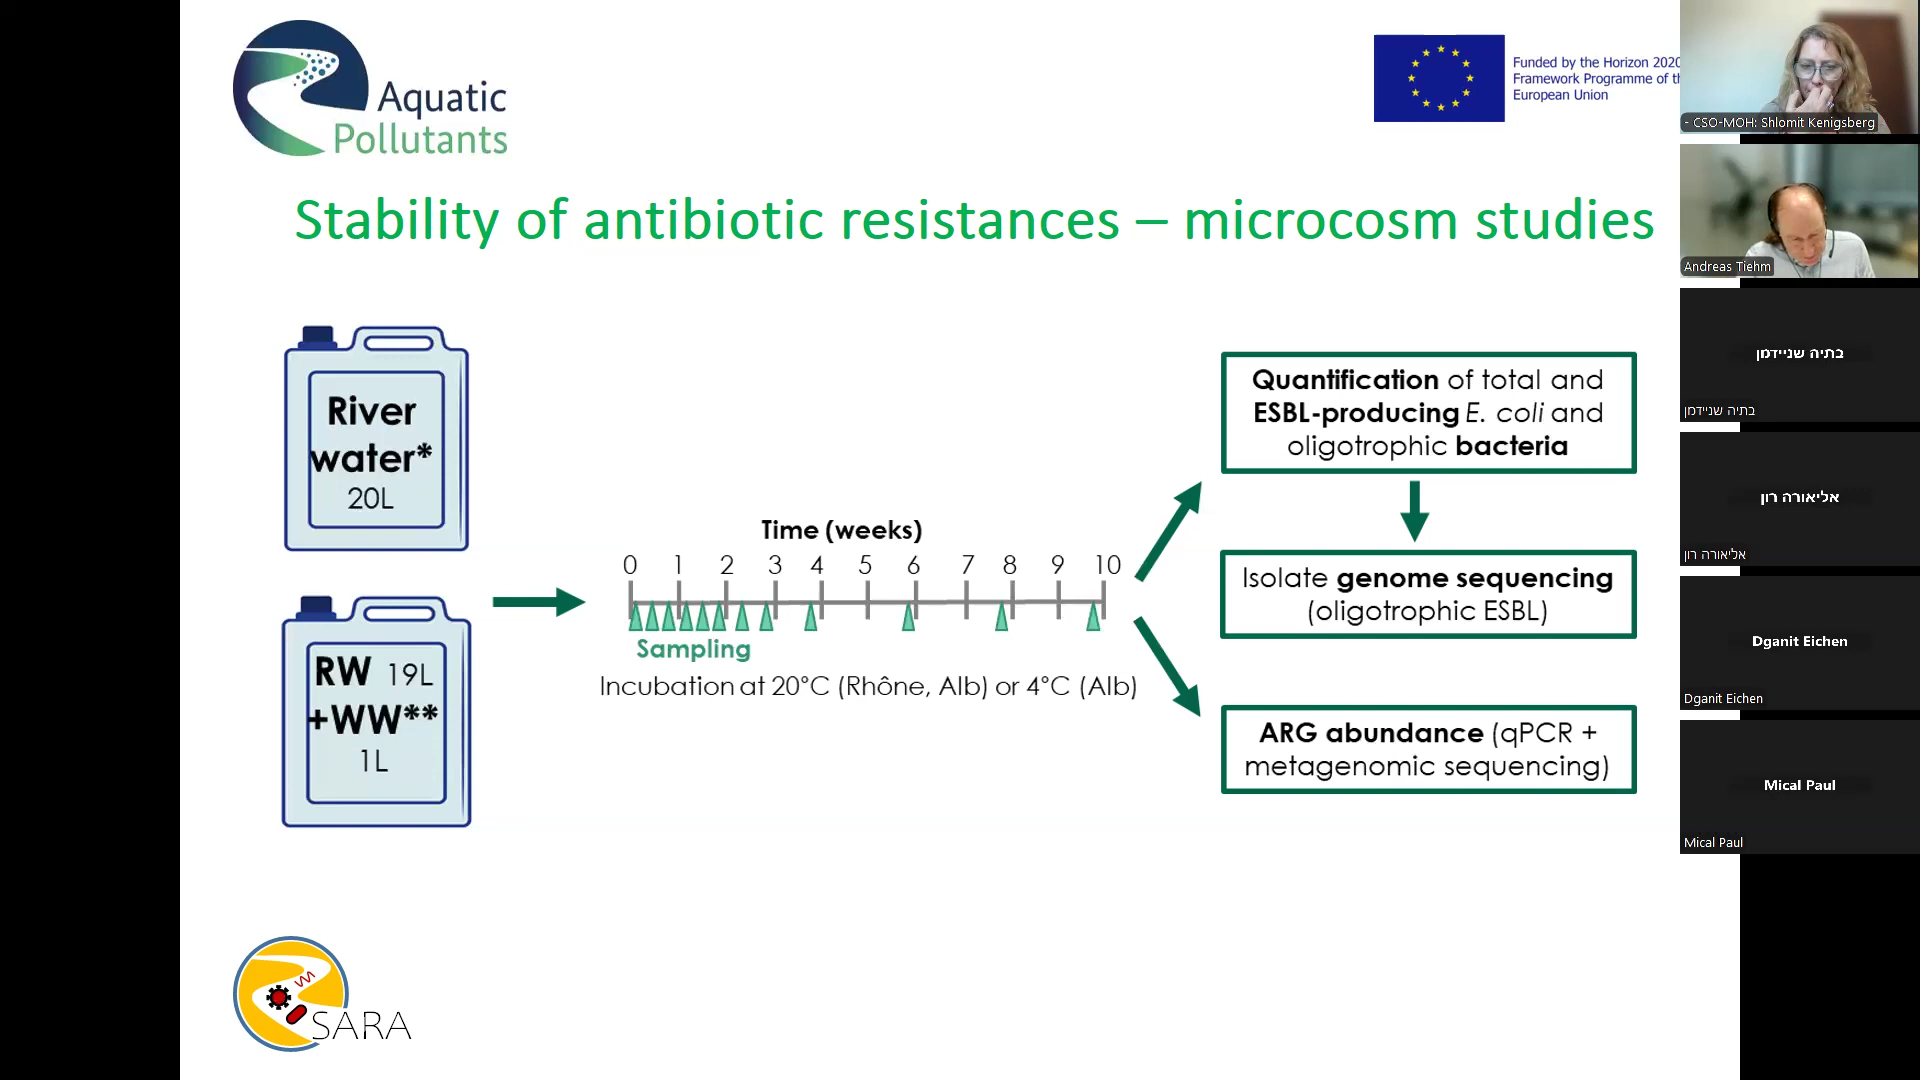 Aquatic
Pollutants
Funded by the Horizon 2020
Framework Programme of th
European Union
Stability of antibiotic resistances – microcosm studies
River
water*
20L
RW 19L
+WW**
1L
Time (weeks)
0 1 2 3 4 5 6 7 8 9 10
Sampling
Incubation at 20°C (Rhône, Alb) or 4°C (Alb)
Quantification of total and
ESBL-producing E. coli and
oligotrophic bacteria
Isolate genome sequencing
(oligotrophic ESBL)
ARG abundance (qPCR +
metagenomic sequencing)
SARA
- CSO-MOH: Shlomit Kenigsberg
Andreas Tiehm
בתיה שניידמן
בתיה שניידמן
אליאורה רון
אליאורה רון
Dganit Eichen
Dganit Eichen
Mical Paul
Mical Paul